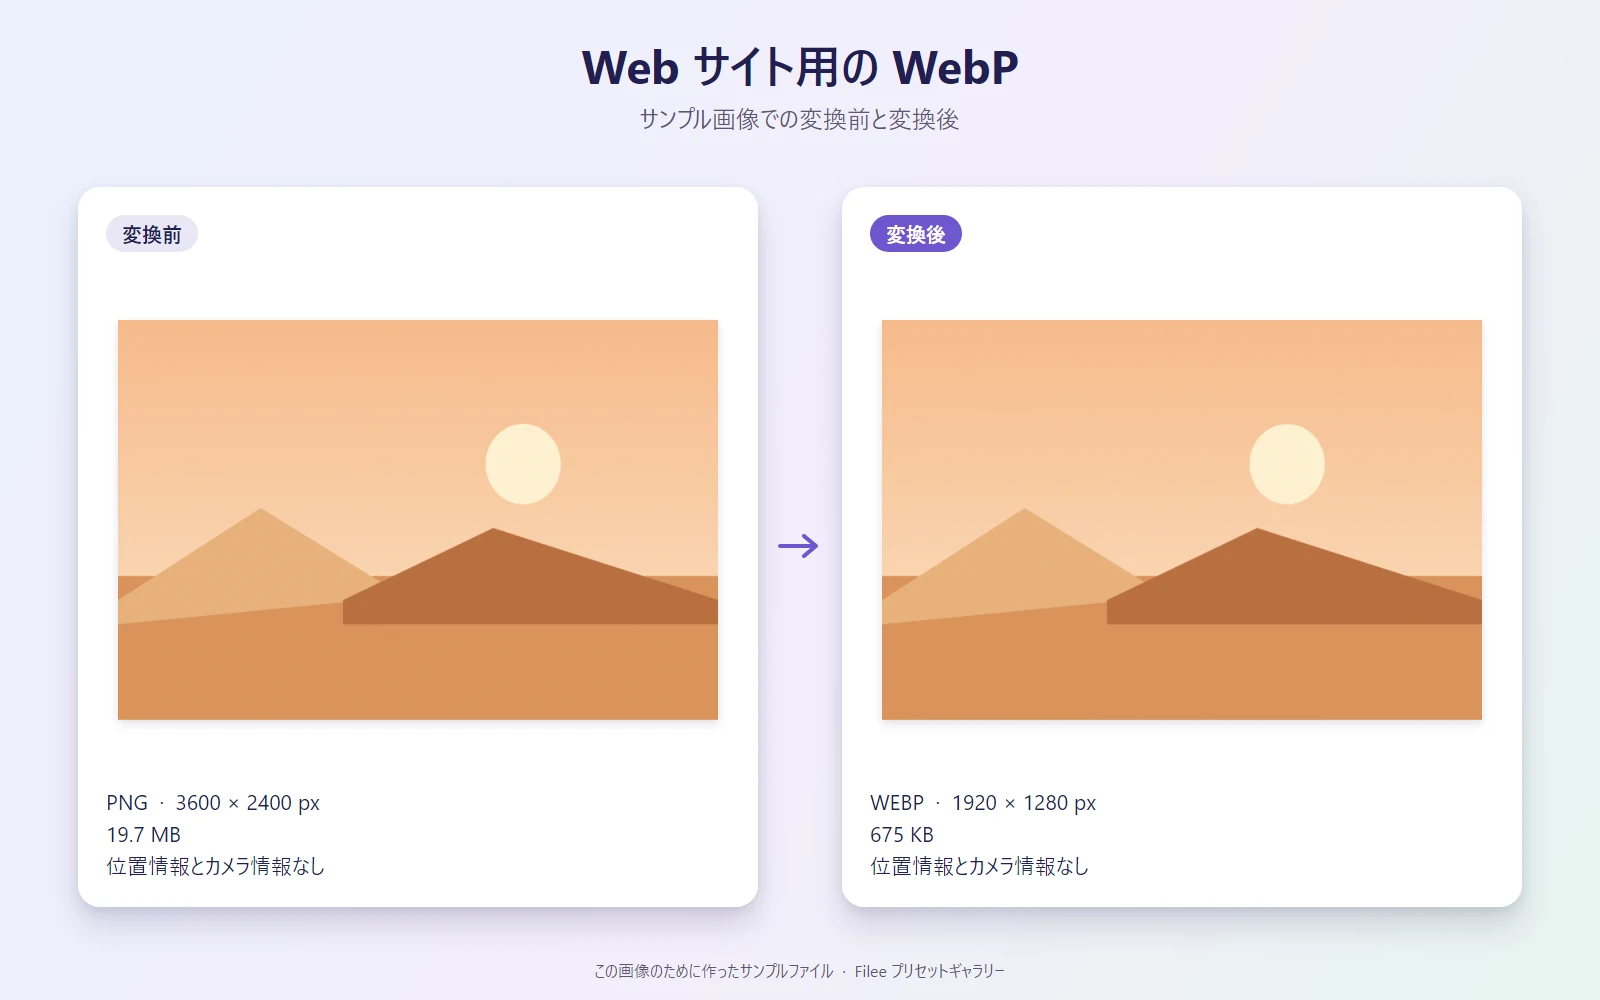 Web サイト用の WebP
サンプル画像での変換前と変換後
変換前
PNG · 3600 × 2400 px
19.7 MB
位置情報とカメラ情報なし
変換後
WEBP · 1920 × 1280 px
675 KB
位置情報とカメラ情報なし
この画像のために作ったサンプルファイル · Filee プリセットギャラリー